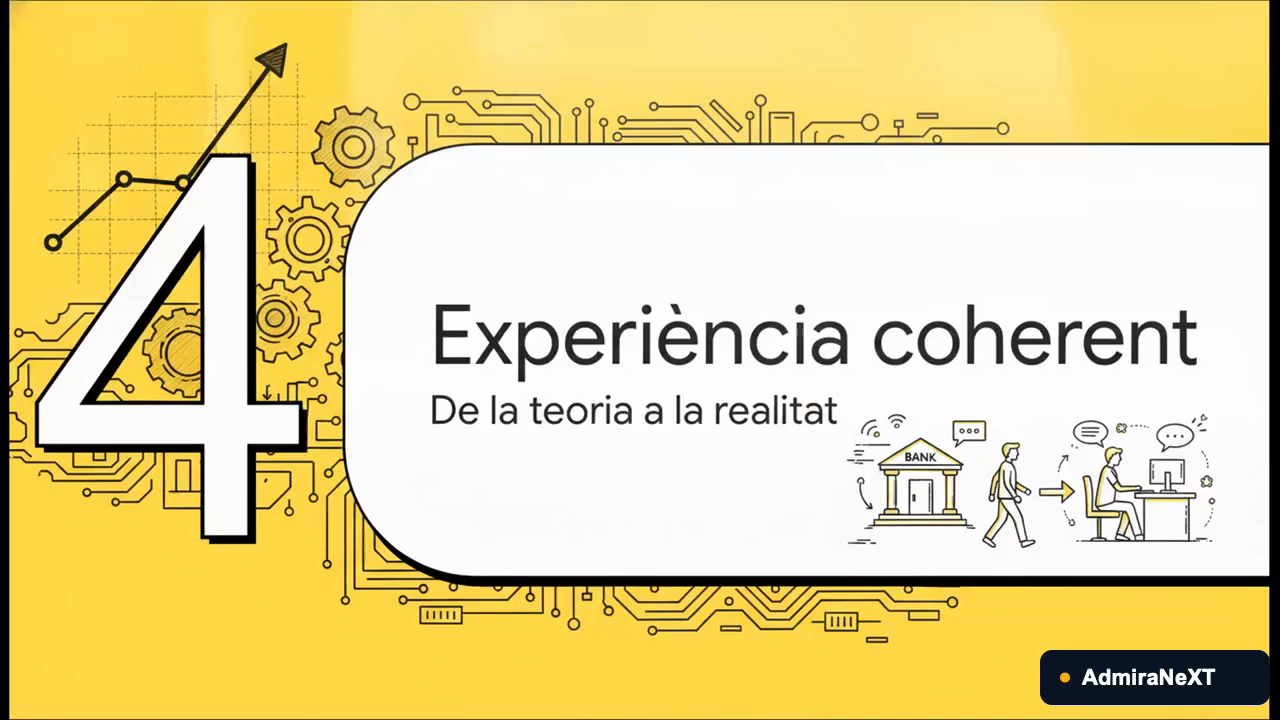 4
Experiència coherent
De la teoria a la realitat
BANK
AdmiraNeXT